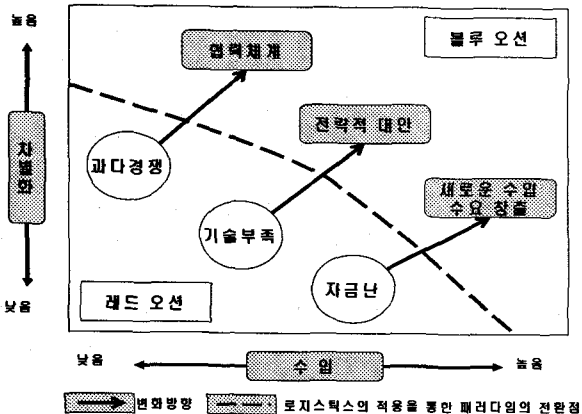 높음
블루 오션
협력체계
전략적 대안
차별화
과다경쟁
새로운 수입
수요 창출
기술부족
자금난
레드 오션
낮음
낮음
수입
높음
변화방향
로지스틱스의 적용을 통한 패러다임의 전환점